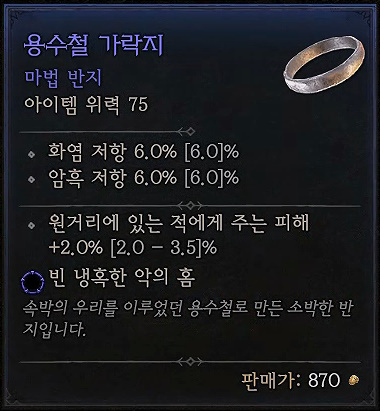 용수철 가락지
마법 반지
아이템 위력 75
화염 저항 6.0% [6.0]%
암흑 저항 6.0% [6.0]%
원거리에 있는 적에게 주는 피해
+2.0% [2.0 – 3.5]%
빈 냉혹한 악의 홈
속박의 우리를 이루었던 용수철로 만든 소박한 반
지입니다.
판매가: 870